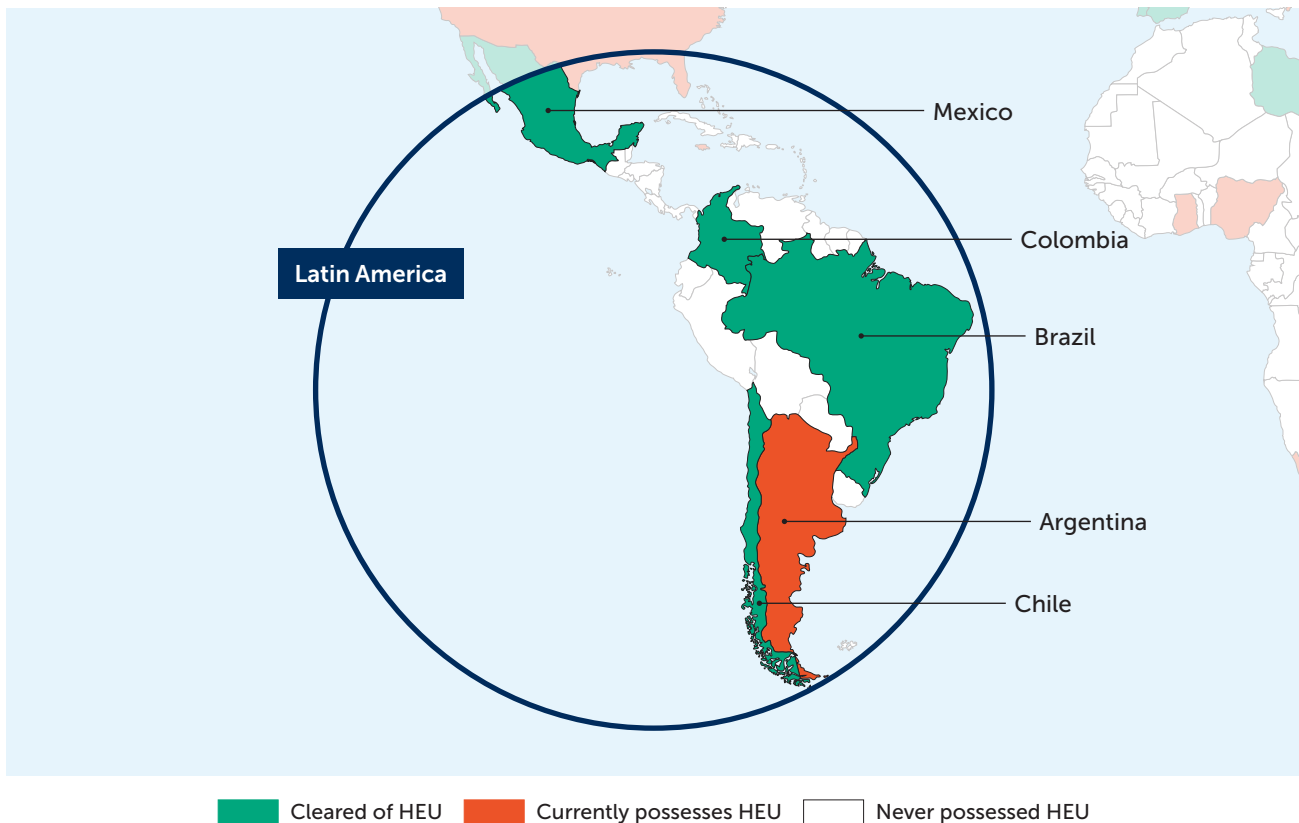 Mexico
Colombia
Latin America
Brazil
Argentina
Chile
Cleared of HEU
Currently possesses HEU
Never possessed HEU